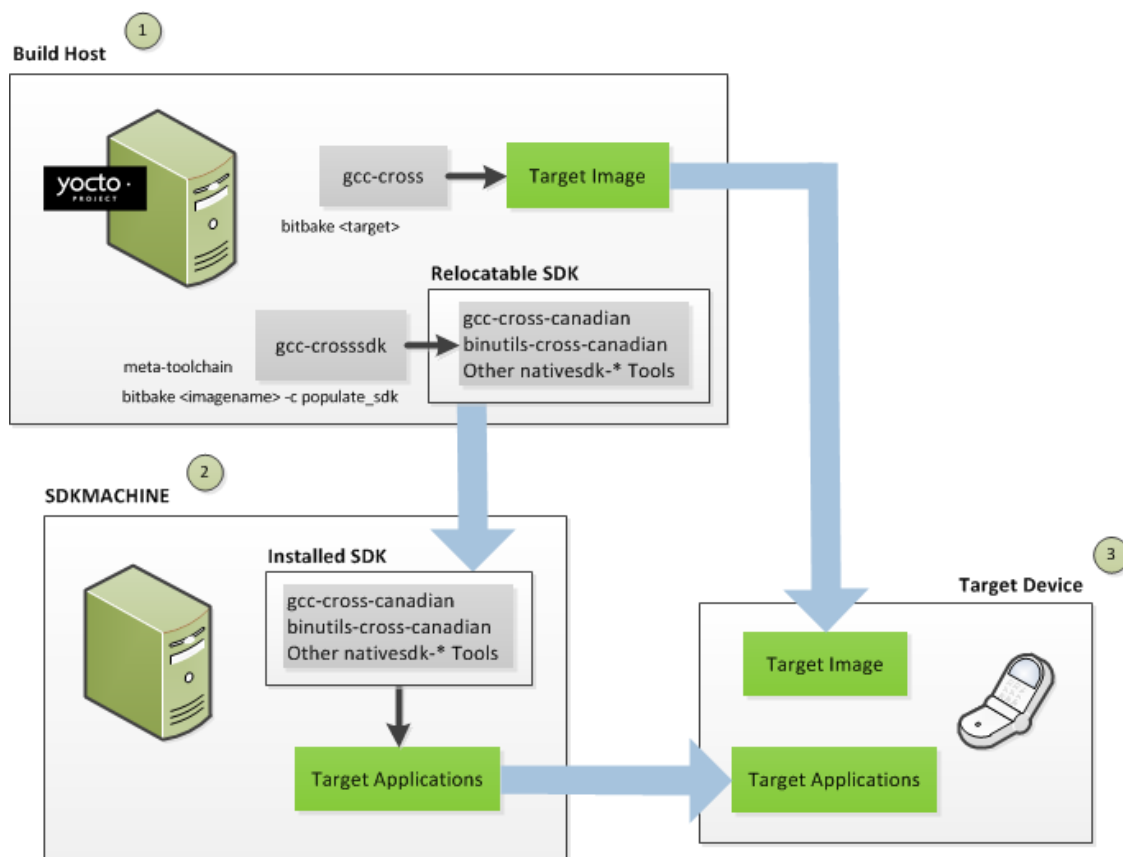 1
Build Host
yocto ·
PROJECT
gcc-cross
Target Image
bitbake <target>
Relocatable SDK
gcc-cross-canadian
binutils-cross-canadian
Other nativesdk-* Tools
gcc-crosssdk
meta-toolchain
bitbake <imagename> -c populate_sdk
2
SDKMACHINE
Installed SDK
gcc-cross-canadian
binutils-cross-canadian
Other nativesdk-* Tools
Target Applications
3
Target Device
Target Image
Target Applications